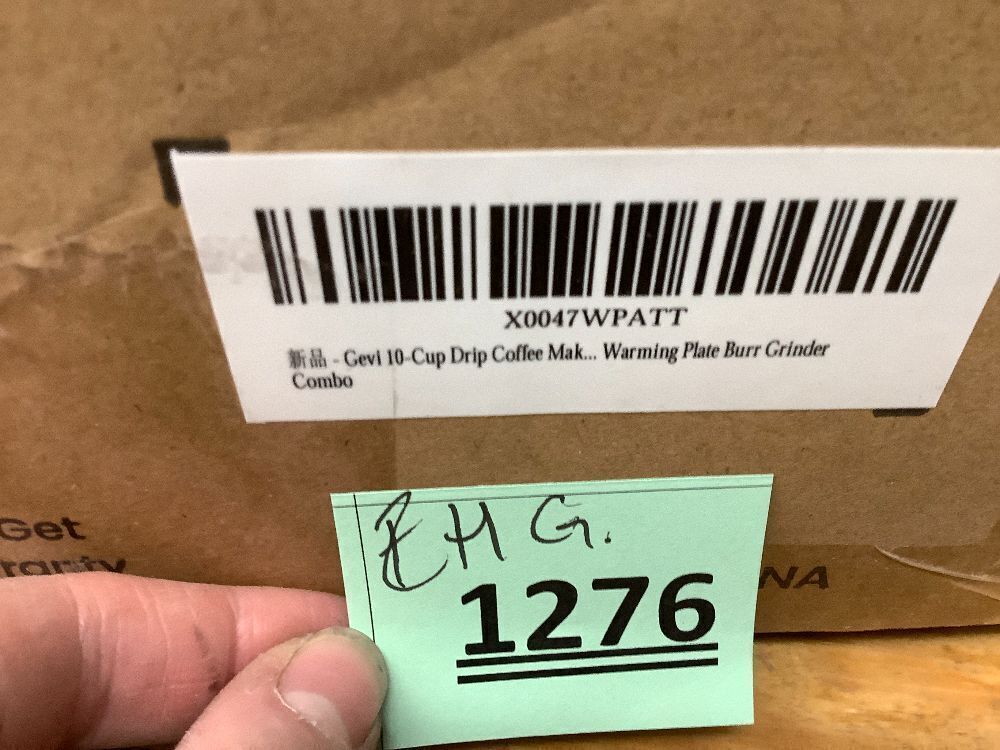 X0047WPATT
新品 - Gevi 10-Cup Drip Coffee Mak... Warming Plate Burr Grinder
Combo
Get
EHG.
1276